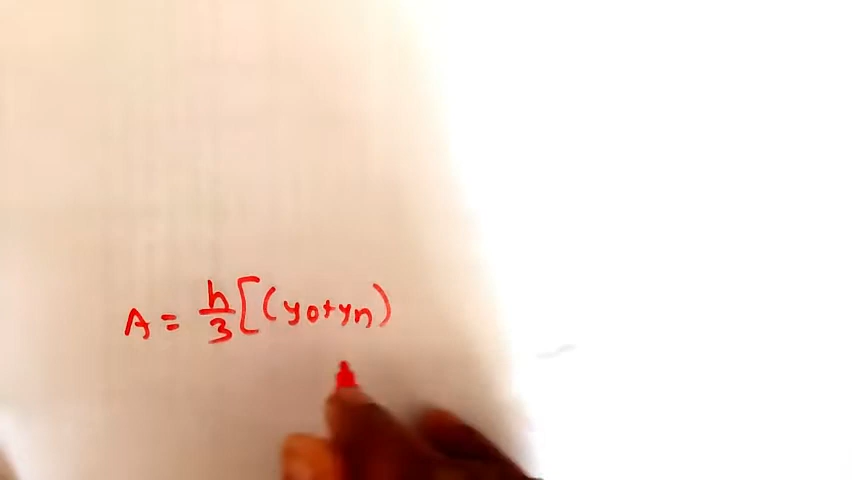 A = h/3 [(y0+yn)